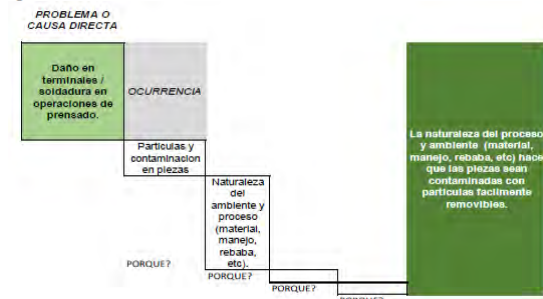 PROBLEMA O
CAUSA DIRECTA
Daño en
terminales /
soldadura en
operaciones de
prensado.
OCURRENCIA
Particulas y
contaminacion
en piezas
Naturaleza
del
ambiente y
proceso
(material,
manejo,
rebaba,
etc).
La naturaleza del proceso
y ambiente (material,
manejo, rebaba, etc) hace
que las piezas sean
contaminadas con
particulas facilmente
removibles.
PORQUE?
PORQUE?
PORQUE?
PORQUE?